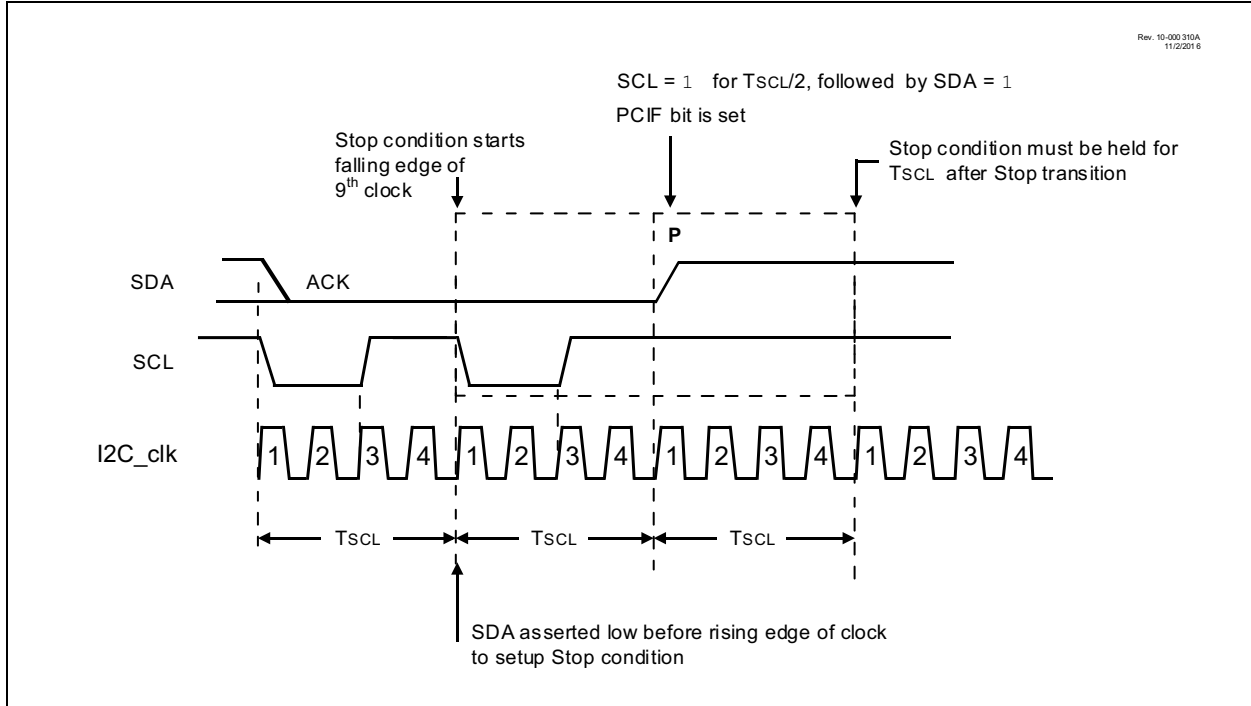 Rev. 10-000 310A
11/2/201 6
SCL = 1 for TSCL/2, followed by SDA = 1
PCIF bit is set
Stop condition starts
falling edge of
9th clock
Stop condition must be held for
TSCL after Stop transition
P
SDA
ACK
SCL
I2C_clk
1 2 3 4 1 2 3 4 1 2 3 4 1 2 3 4
TSCL TSCL TSCL
SDA asserted low before rising edge of clock
to setup Stop condition